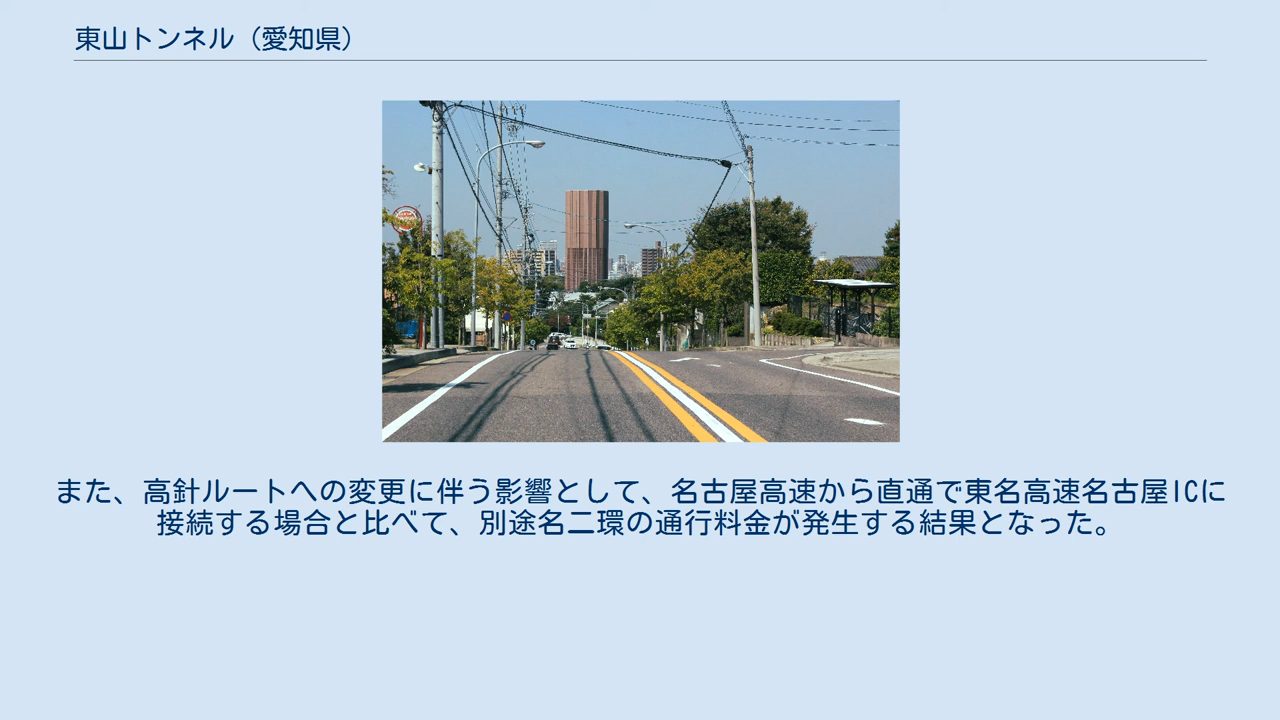 東山トンネル（愛知県）
また、高針ルートへの変更に伴う影響として、名古屋高速から直通で東名高速名古屋ICに
接続する場合と比べて、別途名二環の通行料金が発生する結果となった。